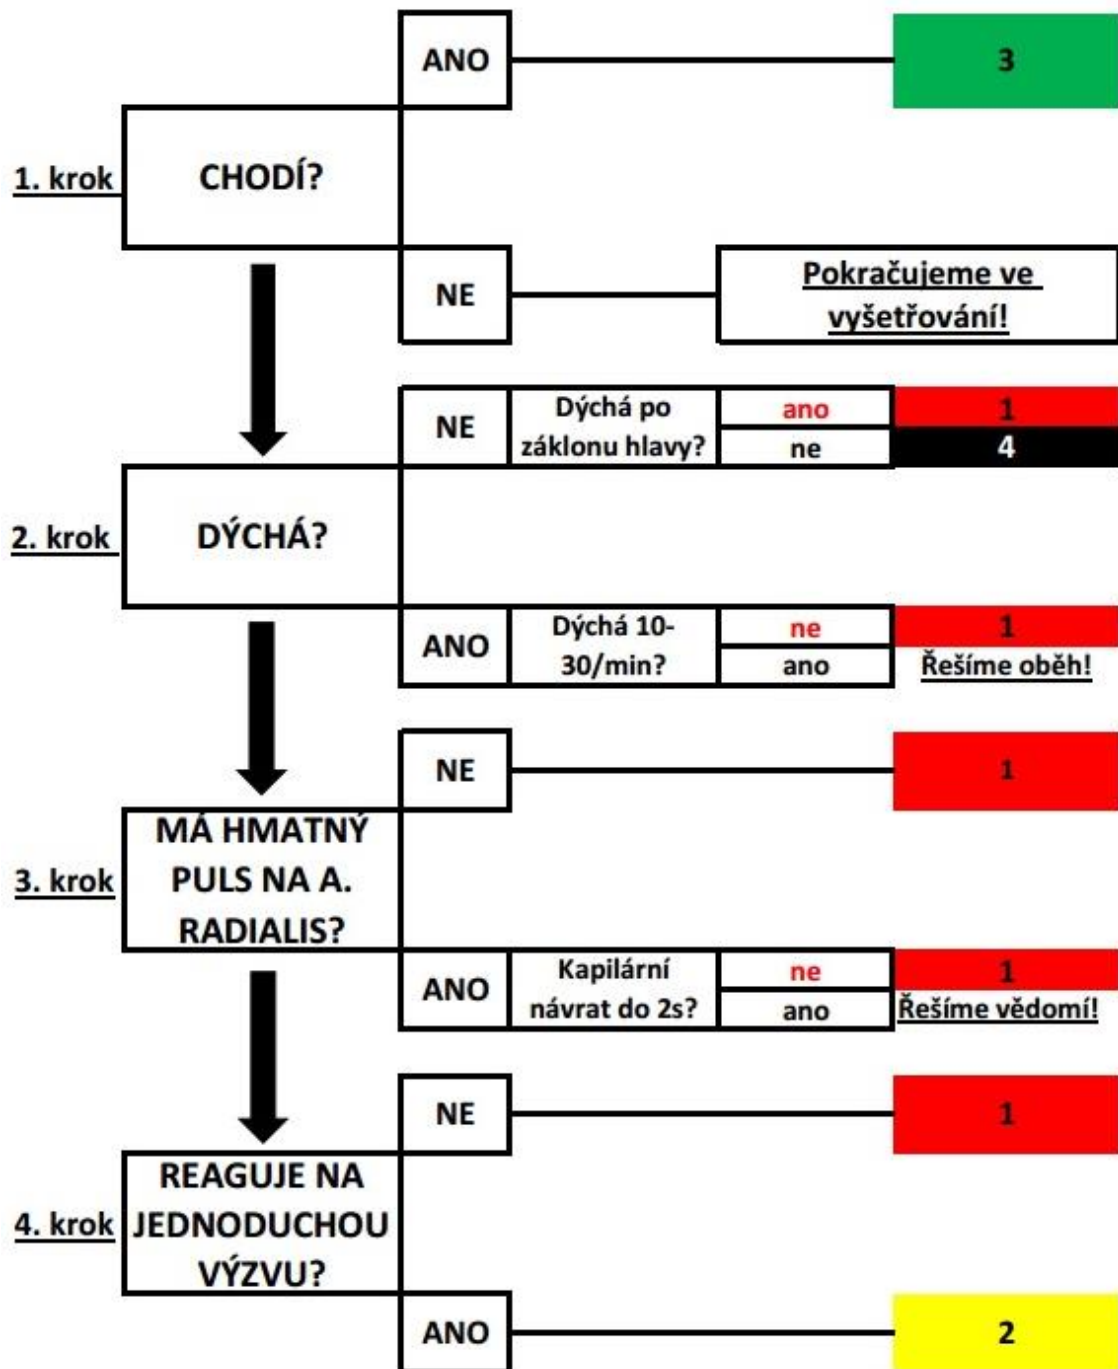 ANO
3
1. krok
CHODÍ?
NE
Pokračujeme ve
vyšetřování!
NE
Dýchá po
záklonu hlavy?
ano
1
ne
4
2. krok
DÝCHÁ?
ANO
Dýchá 10-
30/min?
ne
1
ano
Řešíme oběh!
NE
1
3. krok
MÁ HMATNÝ
PULS NA A.
RADIALIS?
ANO
Kapilární
návrat do 2s?
ne
1
ano
Řešíme vědomí!
NE
1
4. krok
REAGUJE NA
JEDNODUCHOU
VÝZVU?
ANO
2